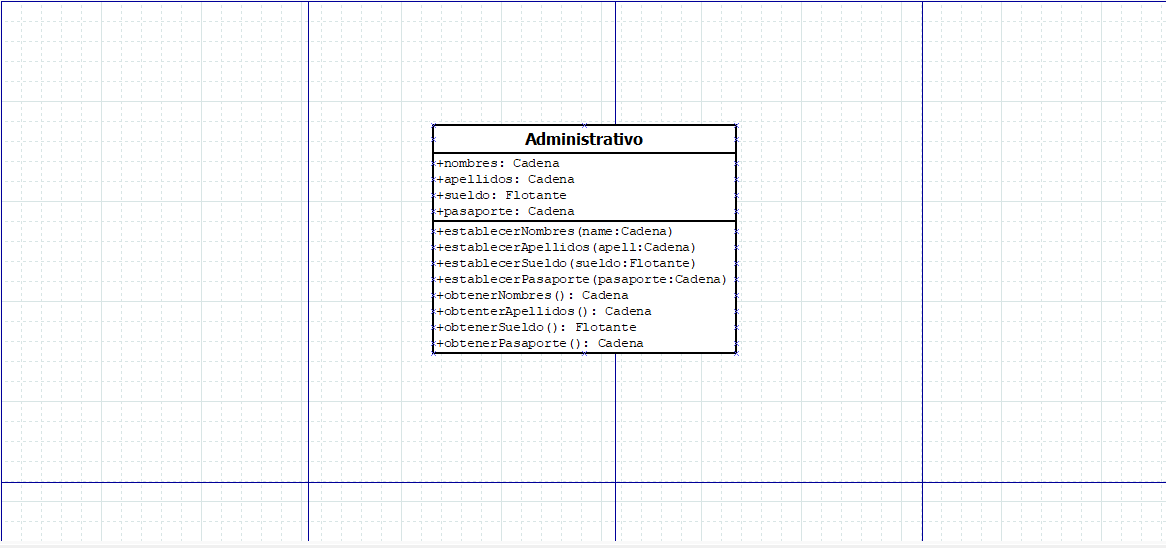 Administrativo
+nombres: Cadena
+apellidos: Cadena
+sueldo: Flotante
+pasaporte: Cadena
+establecerNombres(name:Cadena)
+establecerApellidos(apell:Cadena)
+establecerSueldo(sueldo:Flotante)
+establecerPasaporte(pasaporte:Cadena)
+obtenerNombres(): Cadena
+obtenterApellidos(): Cadena
+obtenerSueldo(): Flotante
+obtenerPasaporte(): Cadena